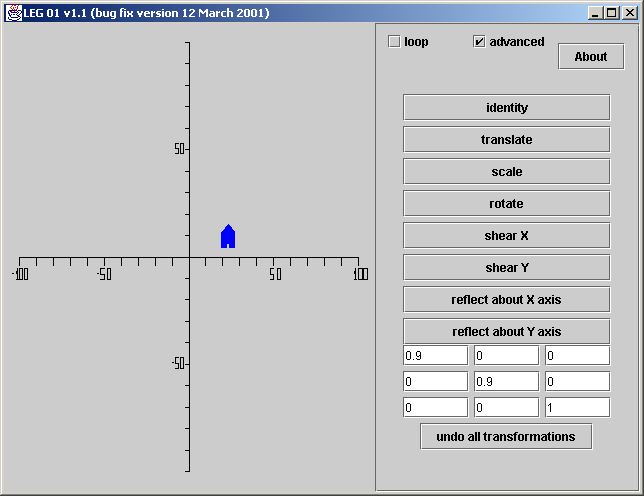 LEG 01 v1.1 (bug fix version 12 March 2001)
loop
advanced
About
50
-100
-50
50
100
-50
identity
translate
scale
rotate
shear X
shear Y
reflect about X axis
reflect about Y axis
0.9 0 0
0 0.9 0
0 0 1
undo all transformations